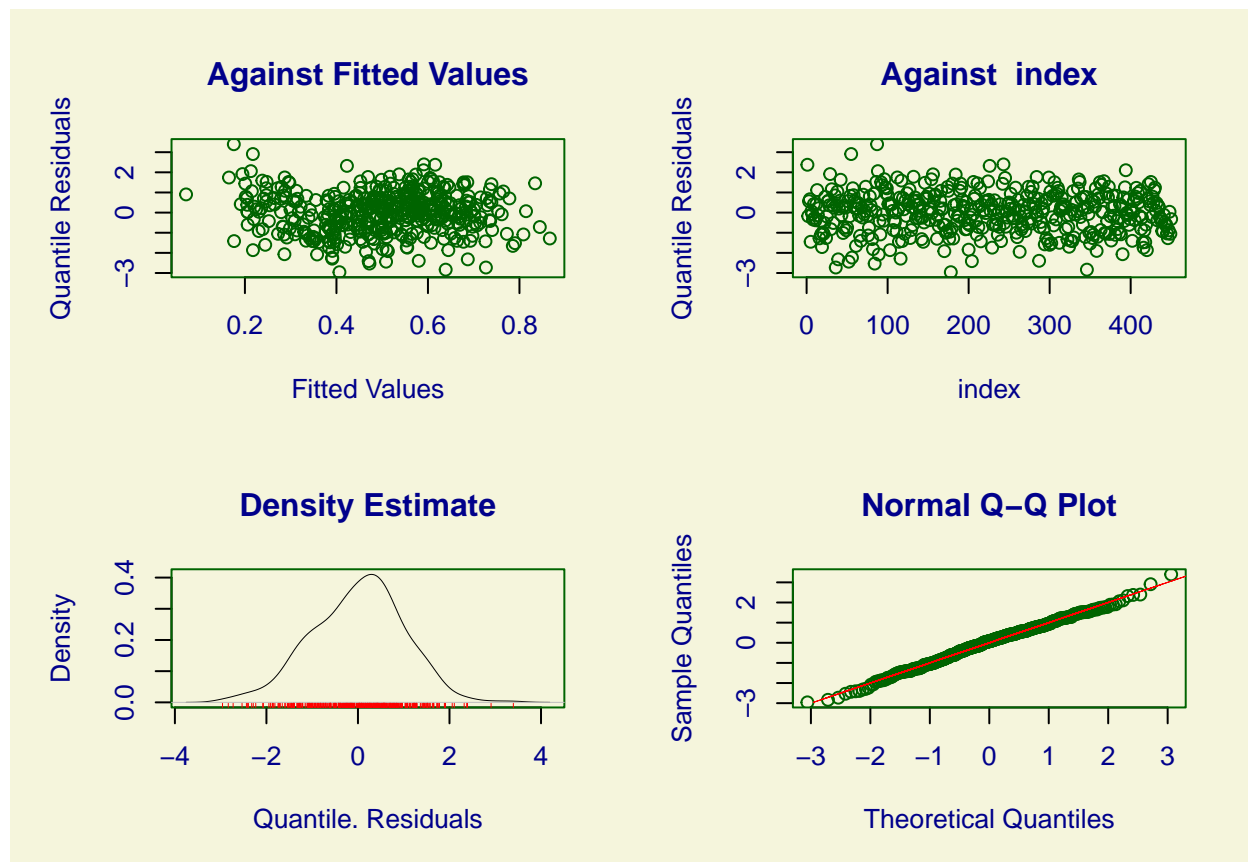 Against Fitted Values
Quantile Residuals
−3 0 2
0.2 0.4 0.6 0.8
Fitted Values
Against  index
Quantile Residuals
−3 0 2
0 100 200 300 400
index
Density Estimate
Density
0.0 0.2 0.4
−4 −2 0 2 4
Quantile. Residuals
Normal Q−Q Plot
Sample Quantiles
−3 0 2
−3 −2 −1 0 1 2 3
Theoretical Quantiles